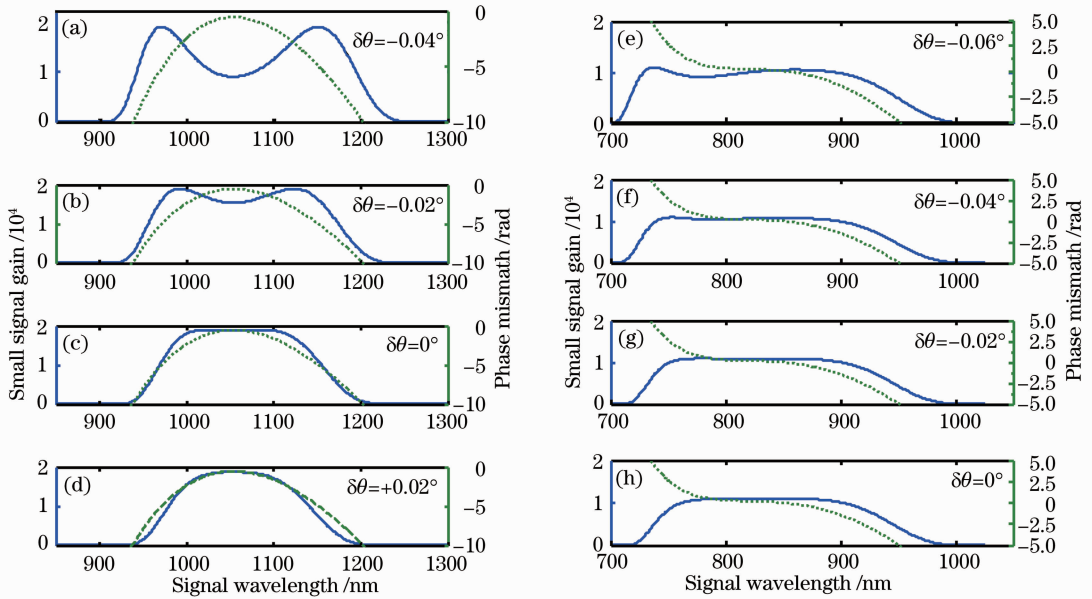 (a)
δθ=−0.04°
2
1
0
0
−5
−10
900 1000 1100 1200 1300
(b)
δθ=−0.02°
2
1
0
0
−5
−10
900 1000 1100 1200 1300
(c)
δθ=0°
2
1
0
0
−5
−10
900 1000 1100 1200 1300
(d)
δθ=+0.02°
2
1
0
0
−5
−10
900 1000 1100 1200 1300
Small signal gain /10⁴
Phase mismath /rad
Signal wavelength /nm
(e)
δθ=−0.06°
2
1
0
5.0
2.5
0
−2.5
−5.0
700 800 900 1000
(f)
δθ=−0.04°
2
1
0
5.0
2.5
0
−2.5
−5.0
700 800 900 1000
(g)
δθ=−0.02°
2
1
0
5.0
2.5
0
−2.5
−5.0
700 800 900 1000
(h)
δθ=0°
2
1
0
5.0
2.5
0
−2.5
−5.0
700 800 900 1000
Small signal gain /10⁴
Phase mismath /rad
Signal wavelength /nm